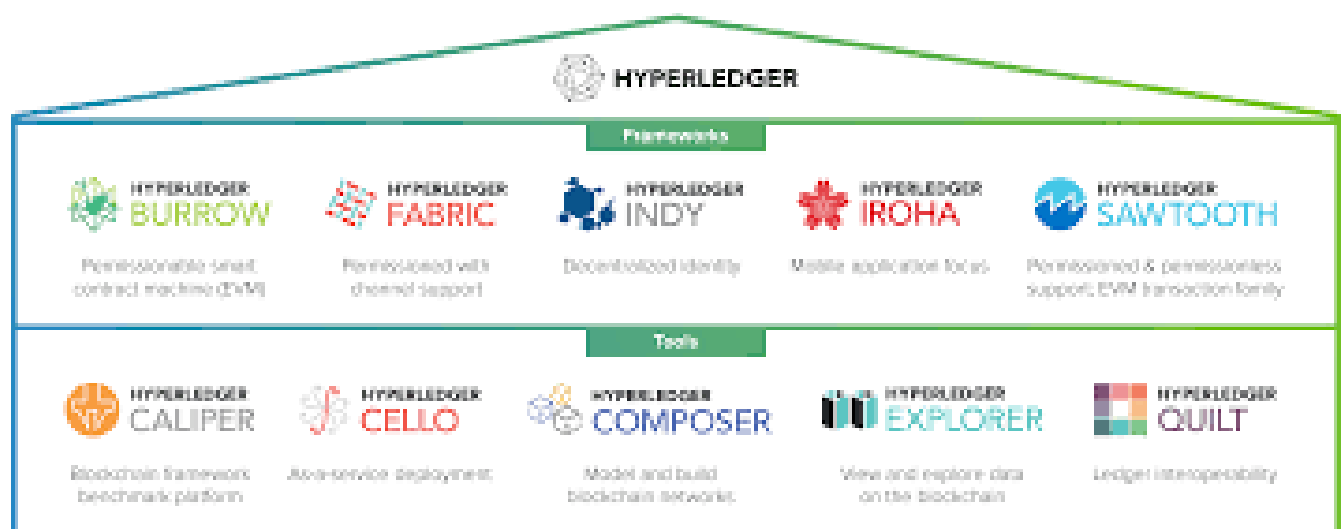 HYPERLEDGER
Frameworks
HYPERLEDGER
BURROW
Permissionable smart
contract machine (EVM)
HYPERLEDGER
FABRIC
Permissioned with
channel support
HYPERLEDGER
INDY
Decentralized identity
HYPERLEDGER
IROHA
Mobile application focus
HYPERLEDGER
SAWTOOTH
Permissioned & permissionless
support; EVM transaction family
Tools
HYPERLEDGER
CALIPER
Blockchain framework
benchmark platform
HYPERLEDGER
CELLO
As-a-service deployment
HYPERLEDGER
COMPOSER
Model and build
blockchain networks
HYPERLEDGER
EXPLORER
View and explore data
on the blockchain
HYPERLEDGER
QUILT
Ledger interoperability